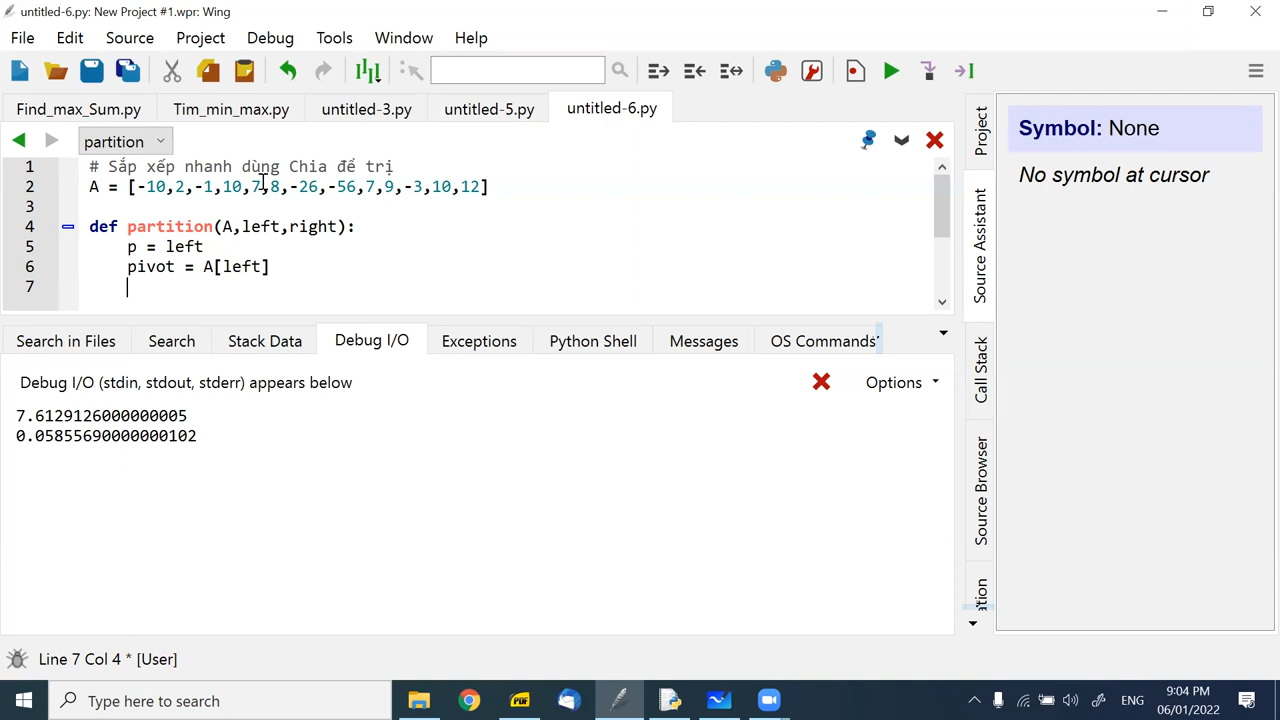 untitled-6.py: New Project #1.wpr: Wing
File Edit Source Project Debug Tools Window Help
Find_max_Sum.py Tim_min_max.py untitled-3.py untitled-5.py untitled-6.py
partition
1 # Sắp xếp nhanh dùng Chia để trị
2 A = [-10,2,-1,10,7,8,-26,-56,7,9,-3,10,12]
3
4 def partition(A,left,right):
5 p = left
6 pivot = A[left]
7
Search in Files Search Stack Data Debug I/O Exceptions Python Shell Messages OS Commands
Debug I/O (stdin, stdout, stderr) appears below
Options
7.6129126000000005
0.05855690000000102
Project
Source Assistant
Call Stack
Source Browser
Symbol: None
No symbol at cursor
Line 7 Col 4 * [User]
Type here to search
PDF
ENG
9:04 PM
06/01/2022